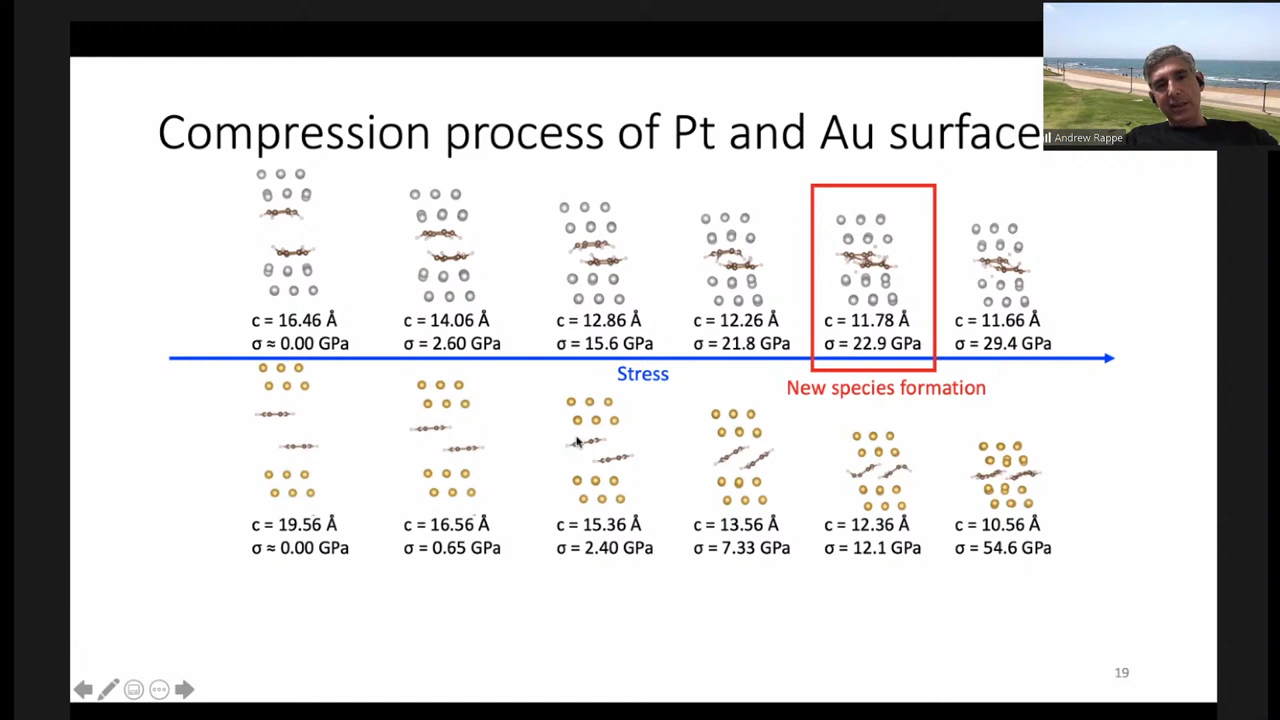 Compression process of Pt and Au surface
Andrew Rappe
c = 16.46 Å
σ ≈ 0.00 GPa
c = 14.06 Å
σ = 2.60 GPa
c = 12.86 Å
σ = 15.6 GPa
c = 12.26 Å
σ = 21.8 GPa
c = 11.78 Å
σ = 22.9 GPa
c = 11.66 Å
σ = 29.4 GPa
Stress
New species formation
c = 19.56 Å
σ ≈ 0.00 GPa
c = 16.56 Å
σ = 0.65 GPa
c = 15.36 Å
σ = 2.40 GPa
c = 13.56 Å
σ = 7.33 GPa
c = 12.36 Å
σ = 12.1 GPa
c = 10.56 Å
σ = 54.6 GPa
19